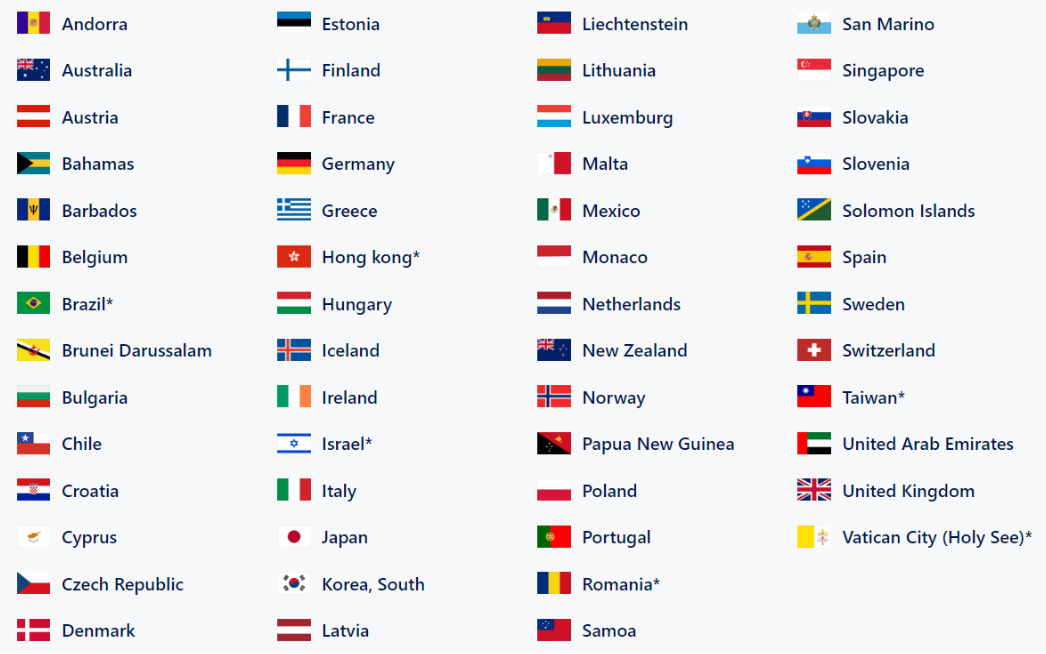 Andorra
Australia
Austria
Bahamas
Barbados
Belgium
Brazil*
Brunei Darussalam
Bulgaria
Chile
Croatia
Cyprus
Czech Republic
Denmark
Estonia
Finland
France
Germany
Greece
Hong kong*
Hungary
Iceland
Ireland
Israel*
Italy
Japan
Korea, South
Latvia
Liechtenstein
Lithuania
Luxemburg
Malta
Mexico
Monaco
Netherlands
New Zealand
Norway
Papua New Guinea
Poland
Portugal
Romania*
Samoa
San Marino
Singapore
Slovakia
Slovenia
Solomon Islands
Spain
Sweden
Switzerland
Taiwan*
United Arab Emirates
United Kingdom
Vatican City (Holy See)*